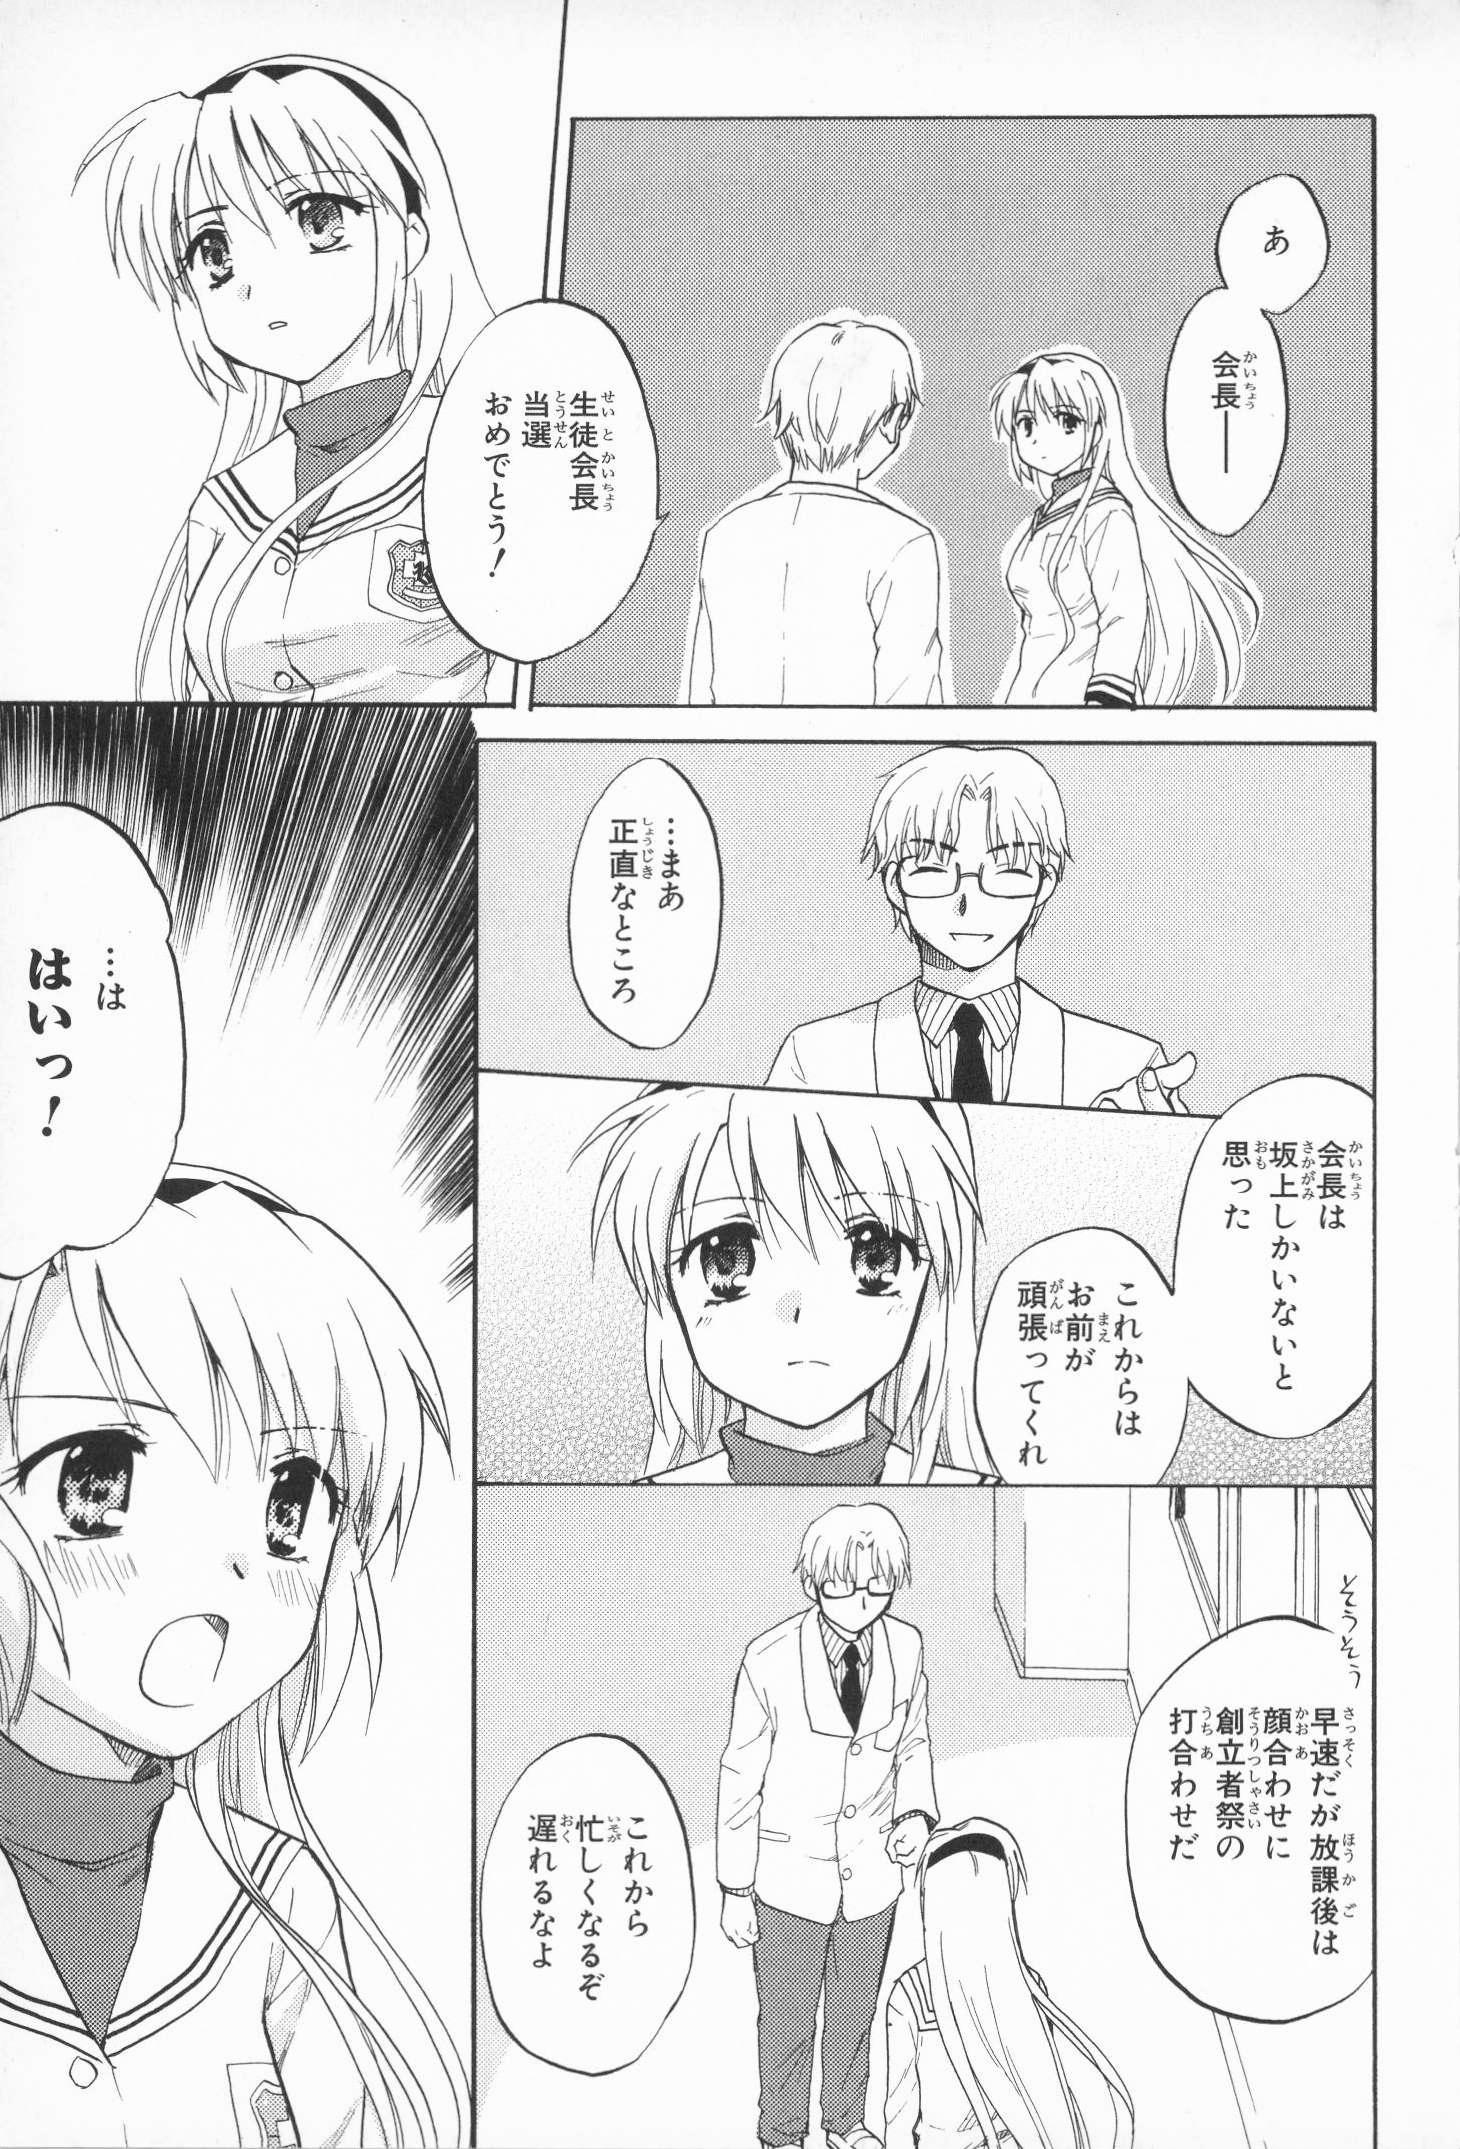 あ
会長――
生徒会長
当選
おめでとう!
…まあ
正直なところ
会長は
坂上しかいないと
思った
これからは
お前が
頑張ってくれ
そうそう
早速だが放課後は
顔合わせに
創立者祭の
打合わせだ
これから
忙しくなるぞ
遅れるなよ
…は
はいっ!